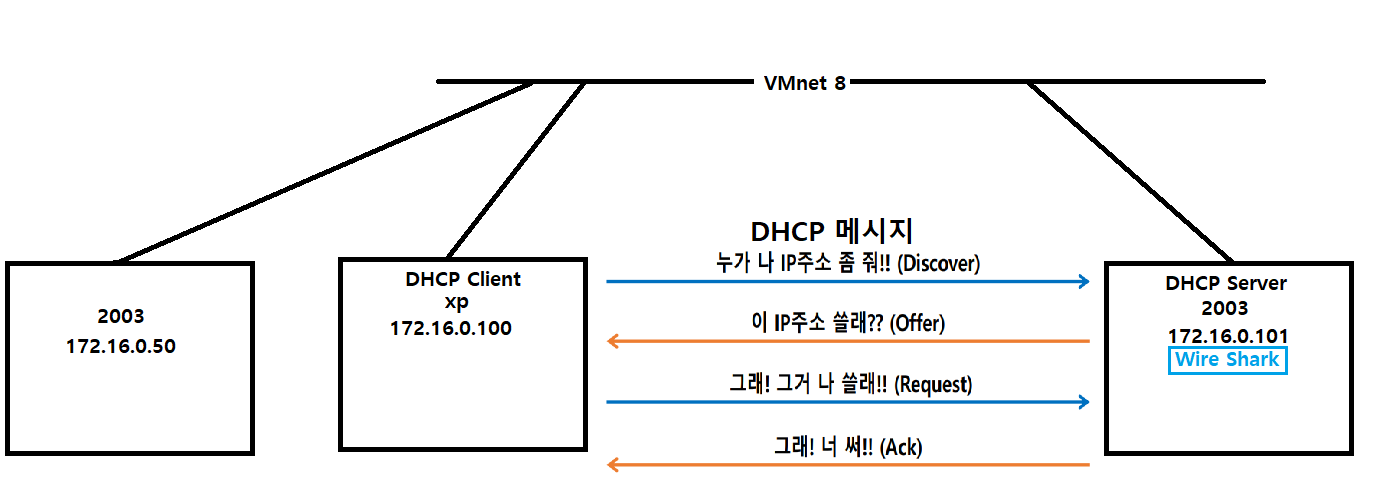 VMnet 8
2003
172.16.0.50
DHCP Client
xp
172.16.0.100
DHCP 메시지
누가 나 IP주소 좀 줘!! (Discover)
이 IP주소 쓸래?? (Offer)
그래! 그거 나 쓸래!! (Request)
그래! 너 써!! (Ack)
DHCP Server
2003
172.16.0.101
Wire Shark